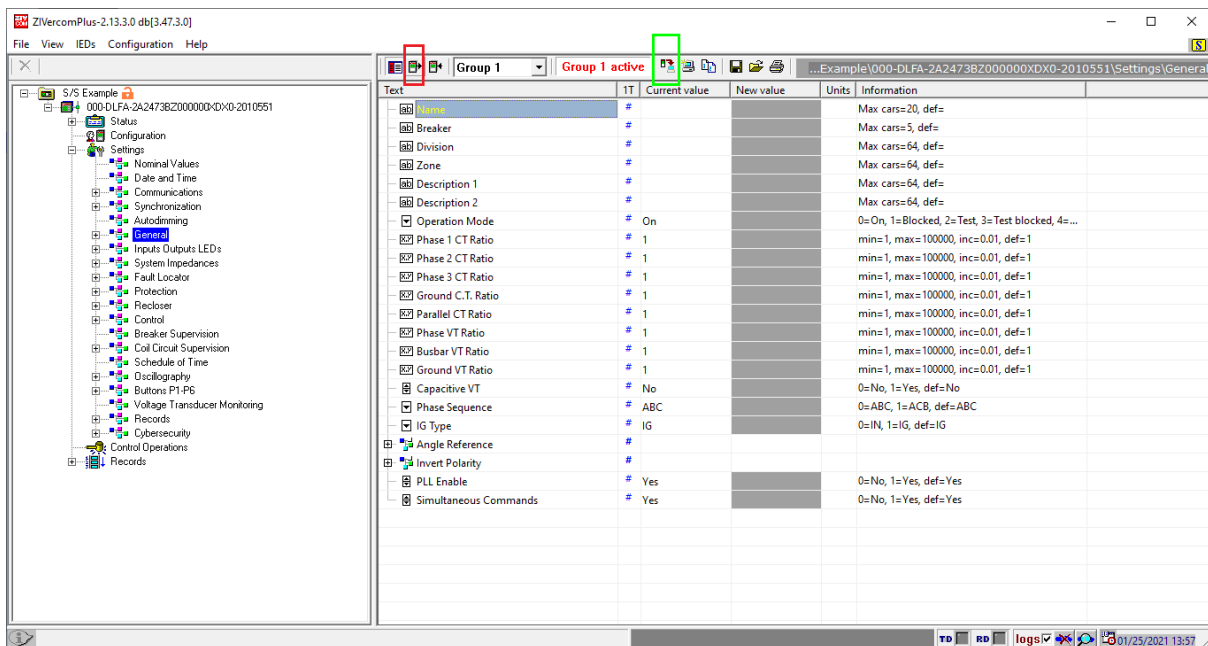 ZIVercomPlus-2.13.3.0 db[3.47.3.0]
File View IEDs Configuration Help
S
Group 1 Group 1 active ...Example\000-DLFA-2A2473BZ000000XDX0-2010551\Settings\General
S/S Example
000-DLFA-2A2473BZ000000XDX0-2010551
Status
Configuration
Settings
Nominal Values
Date and Time
Communications
Synchronization
Autodimming
General
Inputs Outputs LEDs
System Impedances
Fault Locator
Protection
Recloser
Control
Breaker Supervision
Coil Circuit Supervision
Schedule of Time
Oscillography
Buttons P1-P6
Voltage Transducer Monitoring
Records
Cybersecurity
Control Operations
Records
Text 1T Current value New value Units Information
ab Name # Max cars=20, def=
ab Breaker # Max cars=5, def=
ab Division # Max cars=64, def=
ab Zone # Max cars=64, def=
ab Description 1 # Max cars=64, def=
ab Description 2 # Max cars=64, def=
Operation Mode # On 0=On, 1=Blocked, 2=Test, 3=Test blocked, 4=...
X.Y Phase 1 CT Ratio # 1 min=1, max=100000, inc=0.01, def=1
X.Y Phase 2 CT Ratio # 1 min=1, max=100000, inc=0.01, def=1
X.Y Phase 3 CT Ratio # 1 min=1, max=100000, inc=0.01, def=1
X.Y Ground C.T. Ratio # 1 min=1, max=100000, inc=0.01, def=1
X.Y Parallel CT Ratio # 1 min=1, max=100000, inc=0.01, def=1
X.Y Phase VT Ratio # 1 min=1, max=100000, inc=0.01, def=1
X.Y Busbar VT Ratio # 1 min=1, max=100000, inc=0.01, def=1
X.Y Ground VT Ratio # 1 min=1, max=100000, inc=0.01, def=1
Capacitive VT # No 0=No, 1=Yes, def=No
Phase Sequence # ABC 0=ABC, 1=ACB, def=ABC
IG Type # IG 0=IN, 1=IG, def=IG
Angle Reference #
Invert Polarity #
PLL Enable # Yes 0=No, 1=Yes, def=Yes
Simultaneous Commands # Yes 0=No, 1=Yes, def=Yes
TD RD logs 01/25/2021 13:57